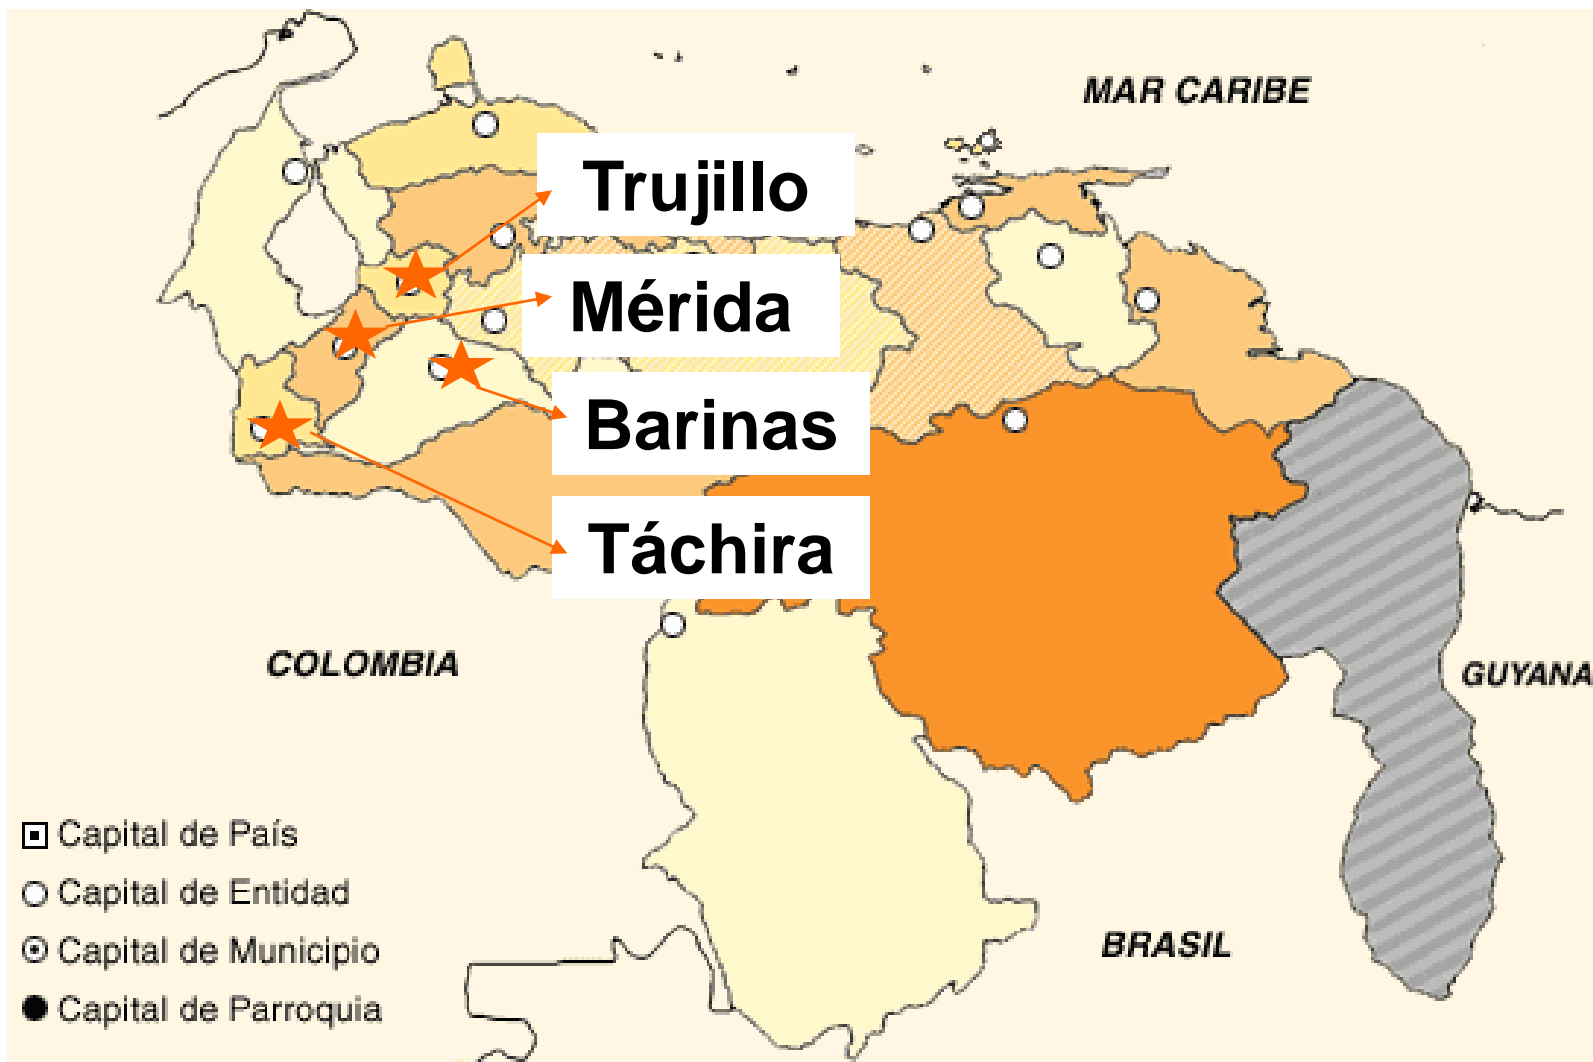 MAR CARIBE
Trujillo
Mérida
Barinas
Táchira
COLOMBIA
GUYANA
BRASIL
Capital de País
Capital de Entidad
Capital de Municipio
Capital de Parroquia